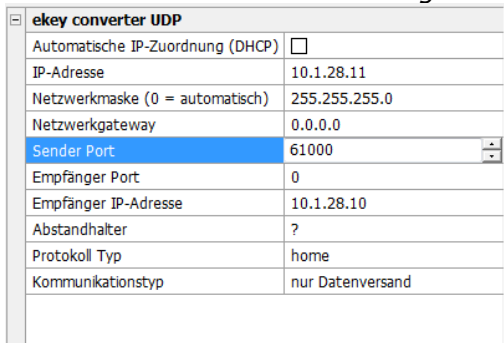 ekey converter UDP
Automatische IP-Zuordnung (DHCP)
IP-Adresse 10.1.28.11
Netzwerkmaske (0 = automatisch) 255.255.255.0
Netzwerkgateway 0.0.0.0
Sender Port 61000
Empfänger Port 0
Empfänger IP-Adresse 10.1.28.10
Abstandhalter ?
Protokoll Typ home
Kommunikationstyp nur Datenversand